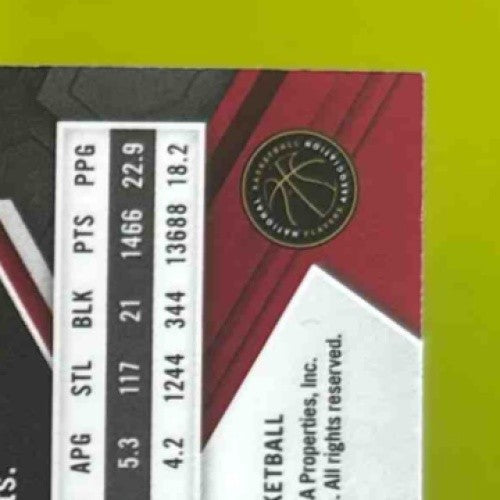 APG STL BLK PTS PPG
5.3 117 21 1466 22.9
4.2 1244 344 13688 18.2
NATIONAL BASKETBALL PLAYERS ASSOCIATION
KETBALL
A Properties, Inc.
All rights reserved.
s.